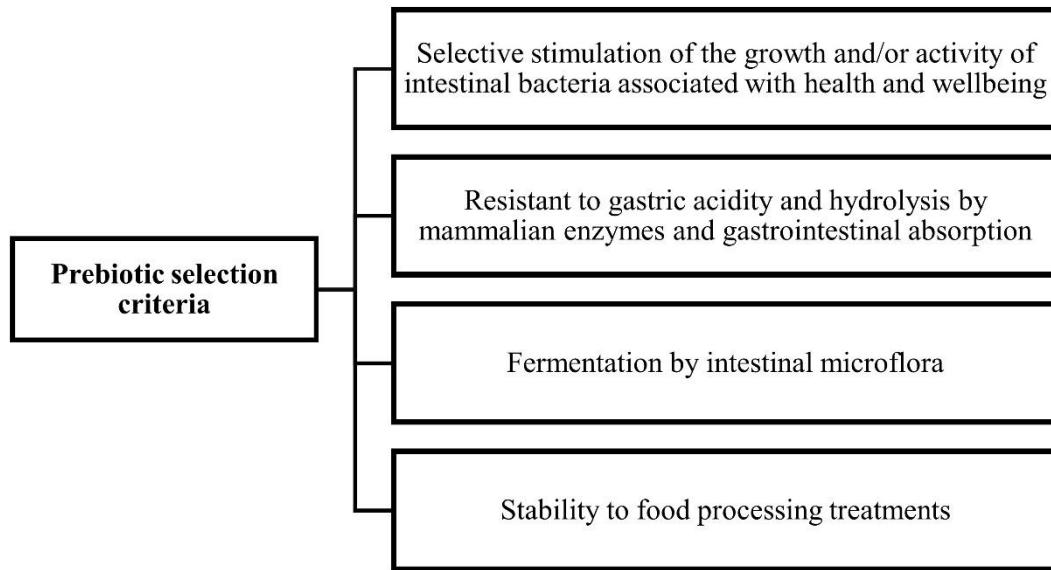 Selective stimulation of the growth and/or activity of
intestinal bacteria associated with health and wellbeing
Resistant to gastric acidity and hydrolysis by
mammalian enzymes and gastrointestinal absorption
Prebiotic selection
criteria
Fermentation by intestinal microflora
Stability to food processing treatments